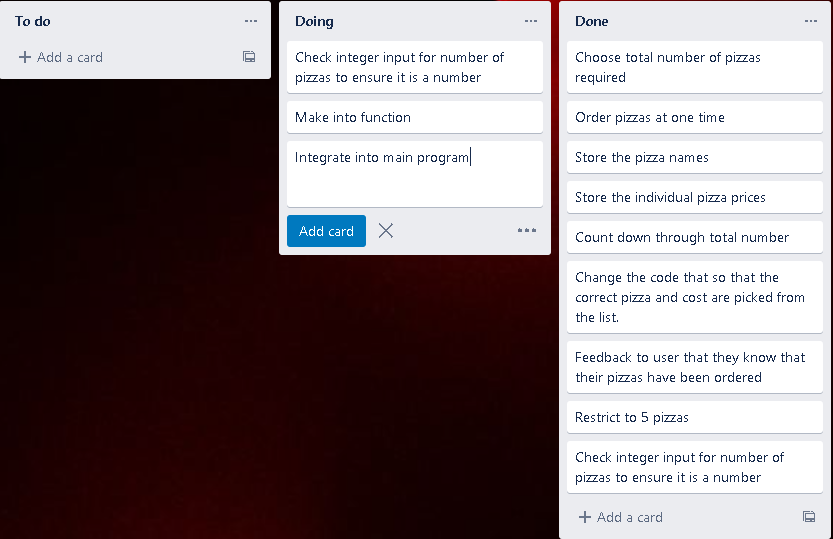 To do
Add a card
Doing
Check integer input for number of
pizzas to ensure it is a number
Make into function
Integrate into main program
Add card
Done
Choose total number of pizzas
required
Order pizzas at one time
Store the pizza names
Store the individual pizza prices
Count down through total number
Change the code that so that the
correct pizza and cost are picked from
the list.
Feedback to user that they know that
their pizzas have been ordered
Restrict to 5 pizzas
Check integer input for number of
pizzas to ensure it is a number
Add a card